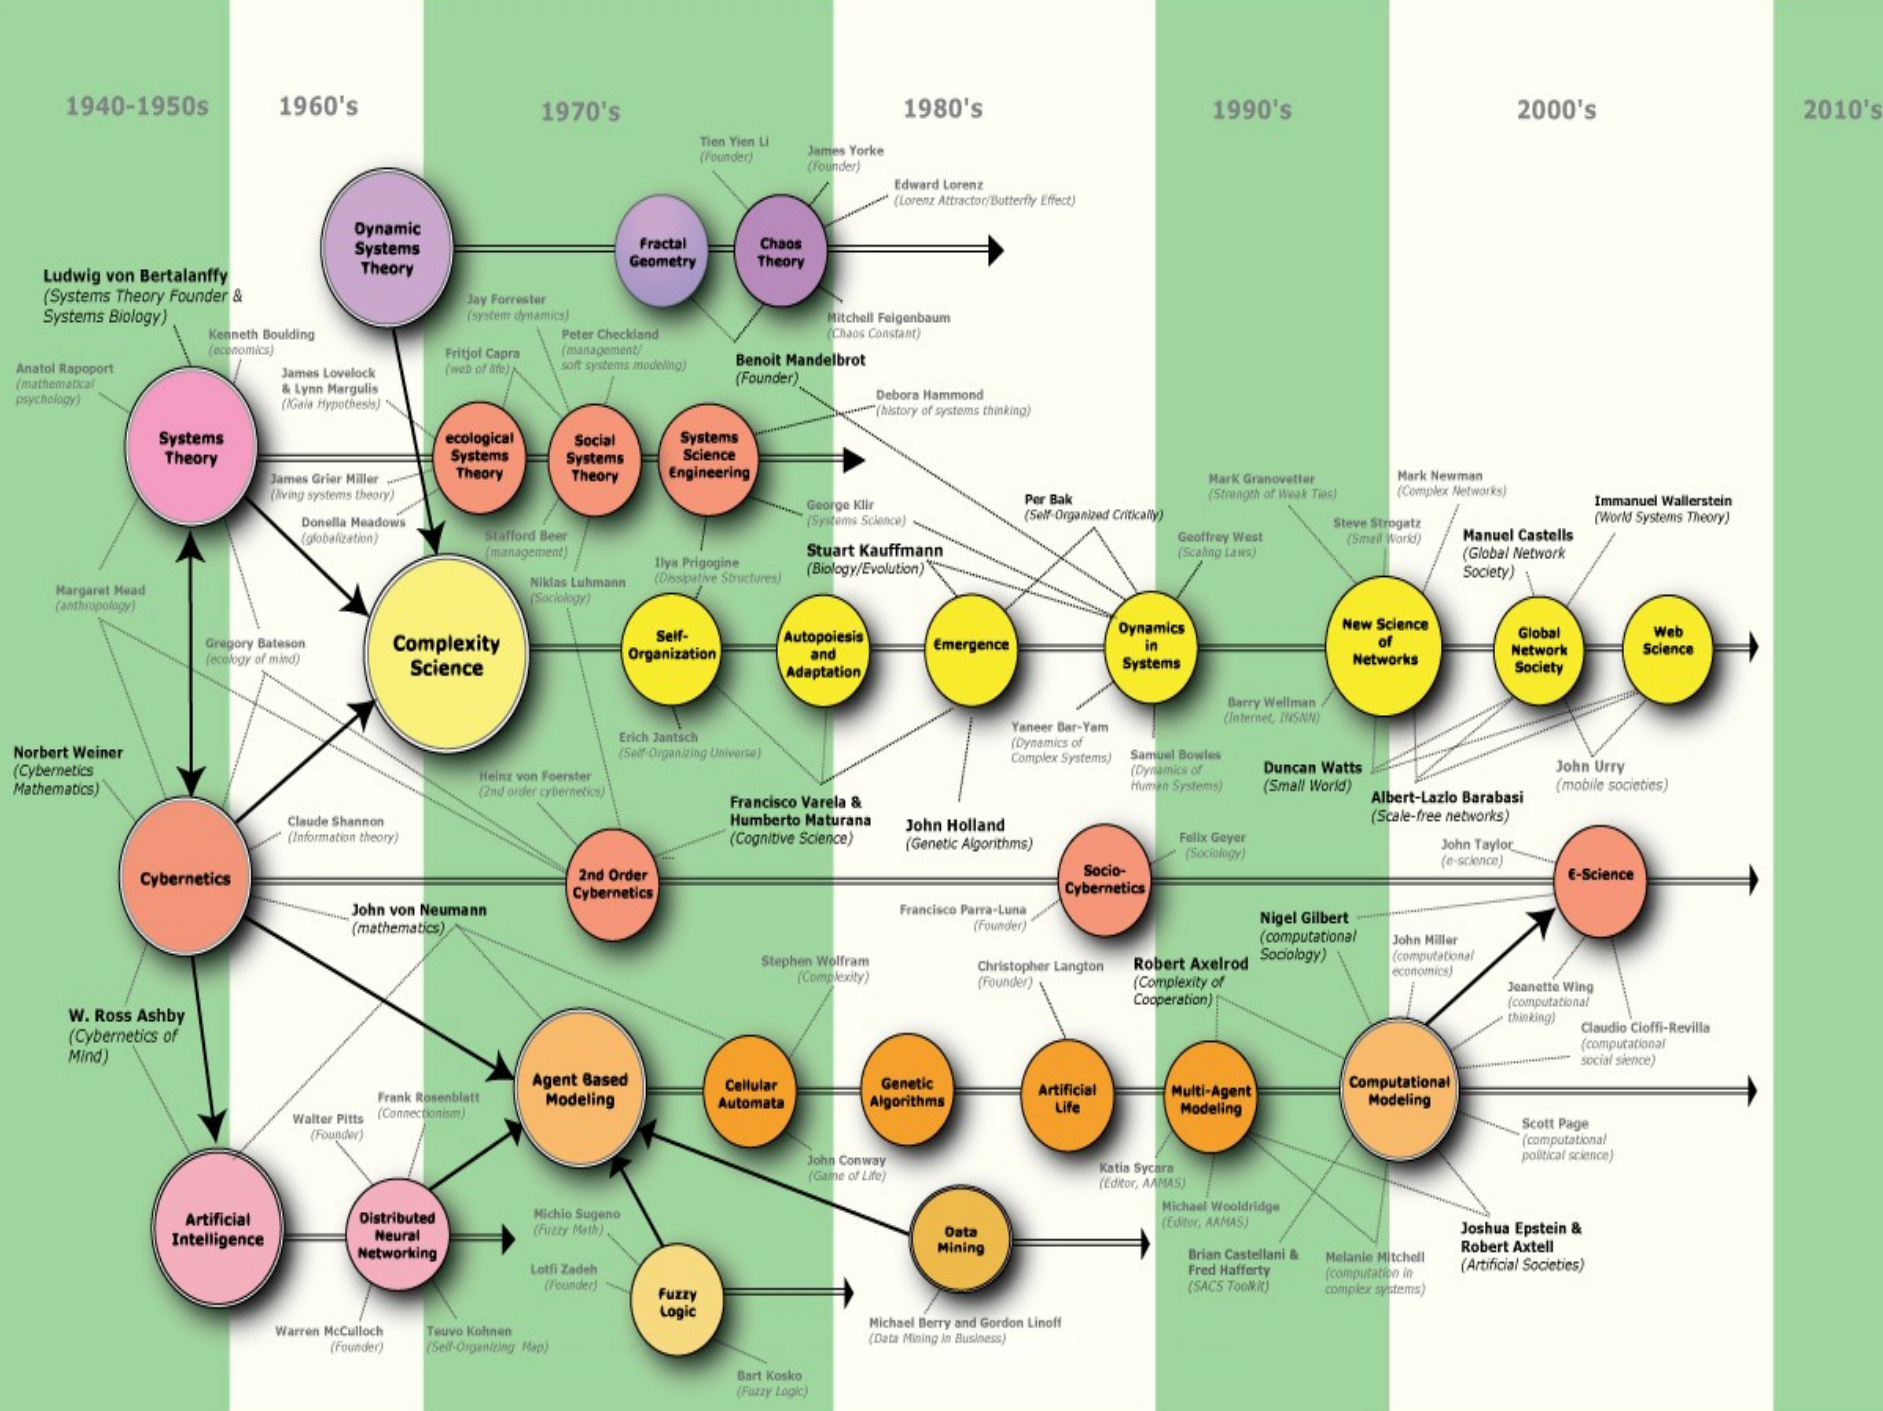 1940-1950s
1960's
1970's
1980's
1990's
2000's
2010's
Tien Yien Li
(Founder)
James Yorke
(Founder)
Edward Lorenz
(Lorenz Attractor/Butterfly Effect)
Dynamic
Systems
Theory
Fractal
Geometry
Chaos
Theory
Ludwig von Bertalanffy
(Systems Theory Founder &
Systems Biology)
Jay Forrester
(system dynamics)
Mitchell Feigenbaum
(Chaos Constant)
Kenneth Boulding
(economics)
Peter Checkland
(management/
soft systems modeling)
Fritjof Capra
(web of life)
Benoit Mandelbrot
(Founder)
Anatol Rapoport
(mathematical
psychology)
James Lovelock
& Lynn Margulis
(IGaia Hypothesis)
Debora Hammond
(history of systems thinking)
Systems
Theory
ecological
Systems
Theory
Social
Systems
Theory
Systems
Science
Engineering
James Grier Miller
(living systems theory)
Donella Meadows
(globalization)
Stafford Beer
(management)
George Klir
(Systems Science)
Per Bak
(Self-Organized Critically)
MarK Granovetter
(Strength of Weak Ties)
Mark Newman
(Complex Networks)
Immanuel Wallerstein
(World Systems Theory)
Steve Strogatz
(Small World)
Manuel Castells
(Global Network
Society)
Geoffrey West
(Scaling Laws)
Stuart Kauffmann
(Biology/Evolution)
Ilya Prigogine
(Dissipative Structures)
Niklas Luhmann
(Sociology)
Margaret Mead
(anthropology)
Gregory Bateson
(ecology of mind)
Complexity
Science
Self-
Organization
Autopoiesis
and
Adaptation
Emergence
Dynamics
in
Systems
New Science
of
Networks
Global
Network
Society
Web
Science
Barry Wellman
(Internet, INSNN)
Erich Jantsch
(Self-Organizing Universe)
Yaneer Bar-Yam
(Dynamics of
Complex Systems)
Samuel Bowles
(Dynamics of
Human Systems)
Duncan Watts
(Small World)
Albert-Lazlo Barabasi
(Scale-free networks)
John Urry
(mobile societies)
Norbert Weiner
(Cybernetics
Mathematics)
Heinz von Foerster
(2nd order cybernetics)
Francisco Varela &
Humberto Maturana
(Cognitive Science)
John Holland
(Genetic Algorithms)
Claude Shannon
(Information theory)
Felix Geyer
(Sociology)
John Taylor
(e-science)
Cybernetics
2nd Order
Cybernetics
Socio-
Cybernetics
E-Science
John von Neumann
(mathematics)
Francisco Parra-Luna
(Founder)
Nigel Gilbert
(computational
Sociology)
John Miller
(computational
economics)
Stephen Wolfram
(Complexity)
Christopher Langton
(Founder)
Robert Axelrod
(Complexity of
Cooperation)
Jeanette Wing
(computational
thinking)
Claudio Cioffi-Revilla
(computational
social sience)
W. Ross Ashby
(Cybernetics of
Mind)
Agent Based
Modeling
Cellular
Automata
Genetic
Algorithms
Artificial
Life
Multi-Agent
Modeling
Computational
Modeling
Frank Rosenblatt
(Connectionism)
Walter Pitts
(Founder)
John Conway
(Game of Life)
Katia Sycara
(Editor, AAMAS)
Michael Wooldridge
(Editor, AAMAS)
Scott Page
(computational
political science)
Artificial
Intelligence
Distributed
Neural
Networking
Michio Sugeno
(Fuzzy Math)
Lotfi Zadeh
(Founder)
Data
Mining
Brian Castellani &
Fred Hafferty
(SACS Toolkit)
Melanie Mitchell
(computation in
complex systems)
Joshua Epstein &
Robert Axtell
(Artificial Societies)
Fuzzy
Logic
Warren McCulloch
(Founder)
Teuvo Kohnen
(Self-Organizing Map)
Michael Berry and Gordon Linoff
(Data Mining in Business)
Bart Kosko
(Fuzzy Logic)